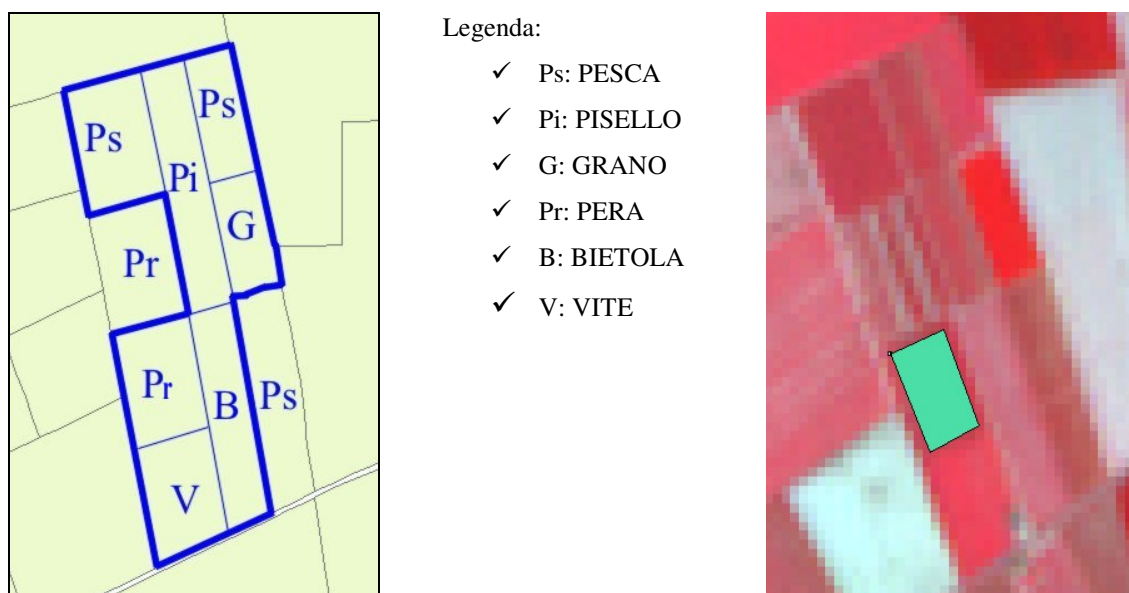 Ps
Ps
Pi
G
Pr
Pr
B
Ps
V
Legenda:
✓ Ps: PESCA
✓ Pi: PISELLO
✓ G: GRANO
✓ Pr: PERA
✓ B: BIETOLA
✓ V: VITE